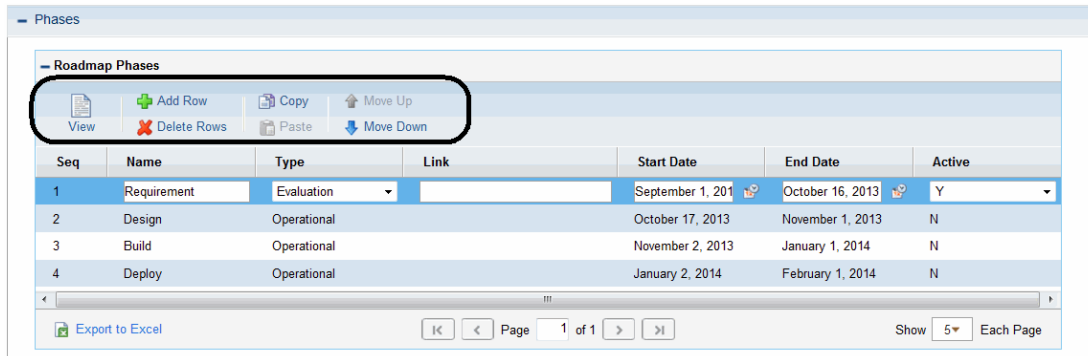 Phases
Roadmap Phases
Add Row Copy Move Up
View Delete Rows Paste Move Down
Seq Name Type Link Start Date End Date Active
1 Requirement Evaluation September 1, 201 October 16, 2013 Y
2 Design Operational October 17, 2013 November 1, 2013 N
3 Build Operational November 2, 2013 January 1, 2014 N
4 Deploy Operational January 2, 2014 February 1, 2014 N
Export to Excel Page 1 of 1 Show 5 Each Page